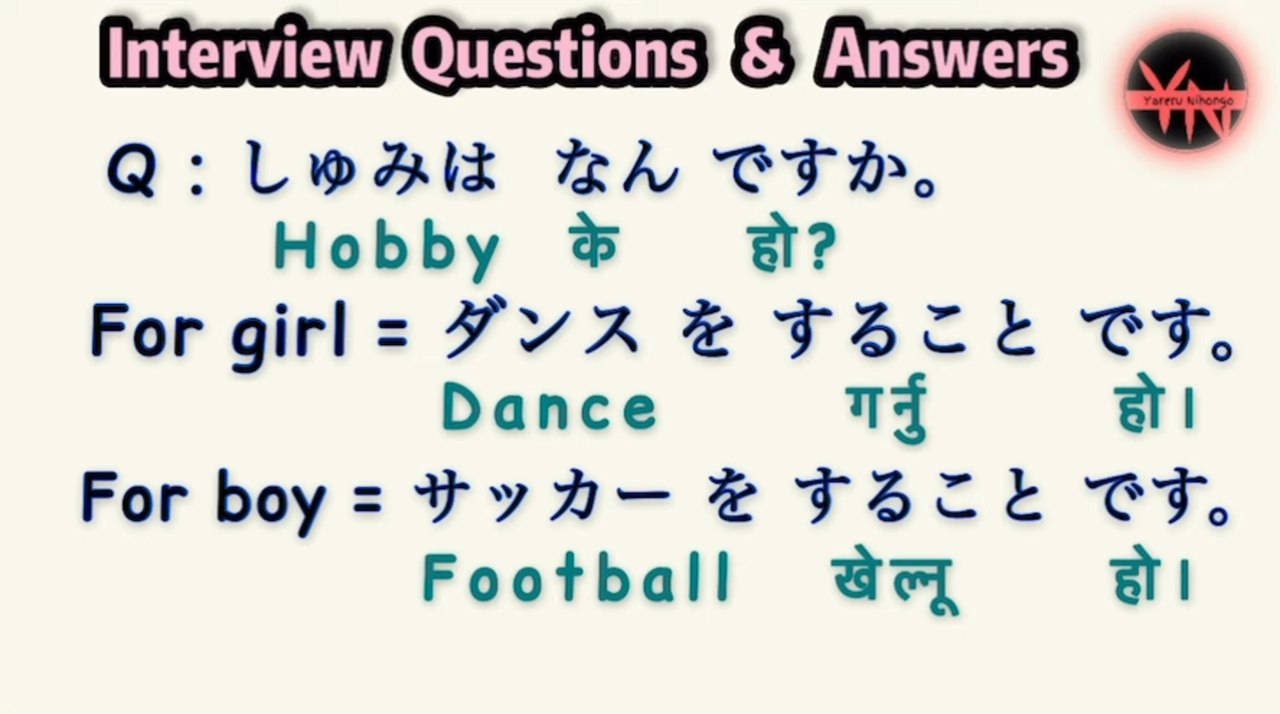 Interview Questions & Answers
Yareru Nihongo
Q : しゅみは なん ですか。
Hobby के हो?
For girl = ダンス を すること です。
Dance गर्नु हो।
For boy = サッカー を すること です。
Football खेल्नू हो।